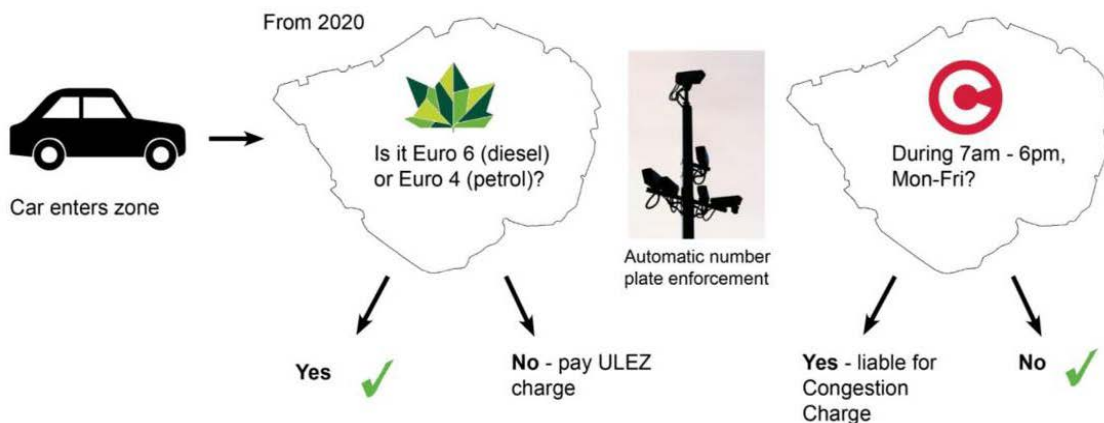 From 2020
Car enters zone
Is it Euro 6 (diesel)
or Euro 4 (petrol)?
Yes
No - pay ULEZ
charge
Automatic number
plate enforcement
During 7am - 6pm,
Mon-Fri?
Yes - liable for
Congestion
Charge
No